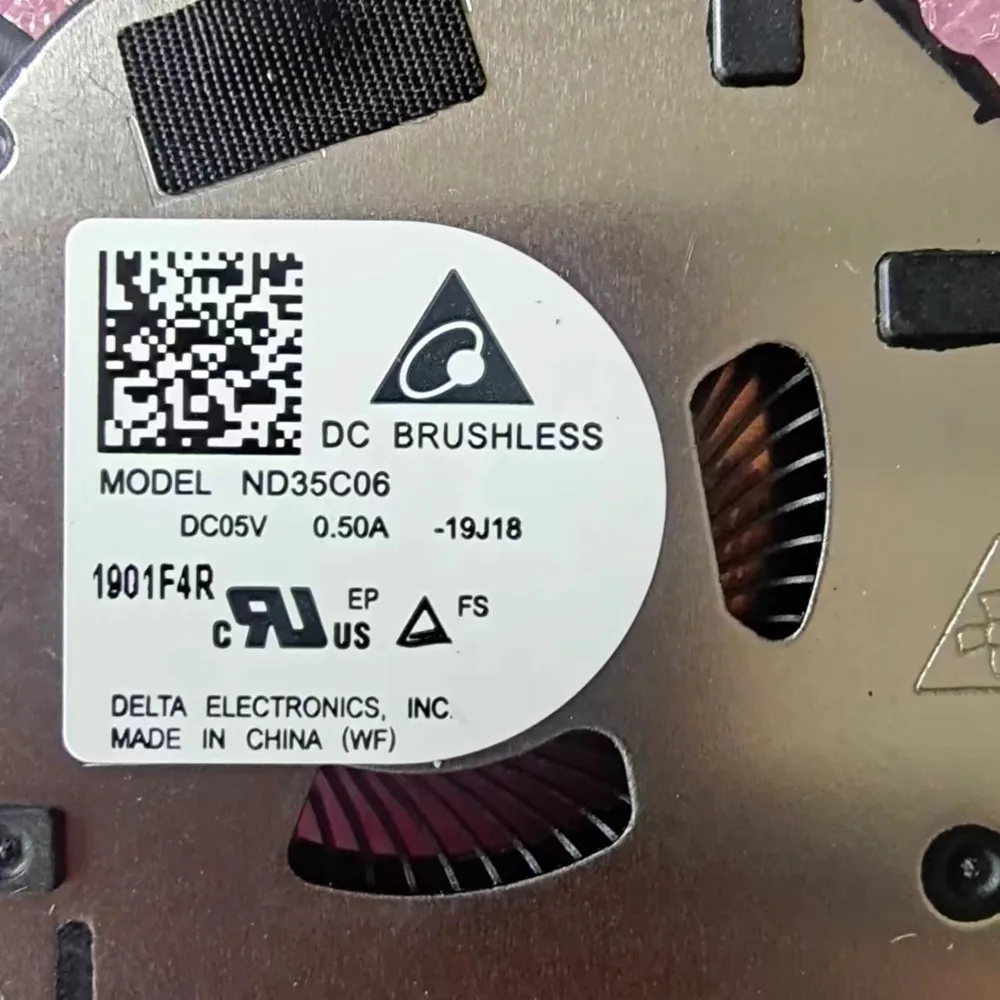 DC BRUSHLESS
MODEL ND35C06
DC05V 0.50A -19J18
1901F4R
C RU US EP FS
DELTA ELECTRONICS, INC.
MADE IN CHINA (WF)